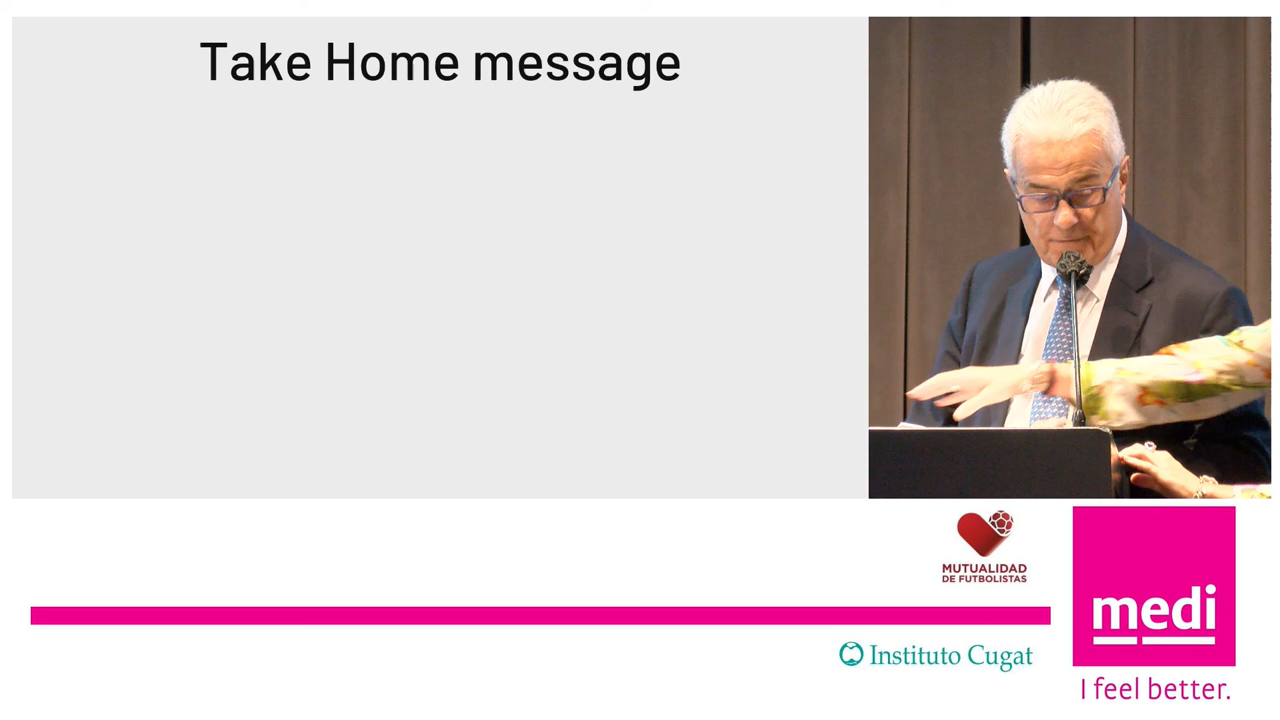 Take Home message
MUTUALIDAD
DE FUTBOLISTAS
medi
Instituto Cugat
I feel better.